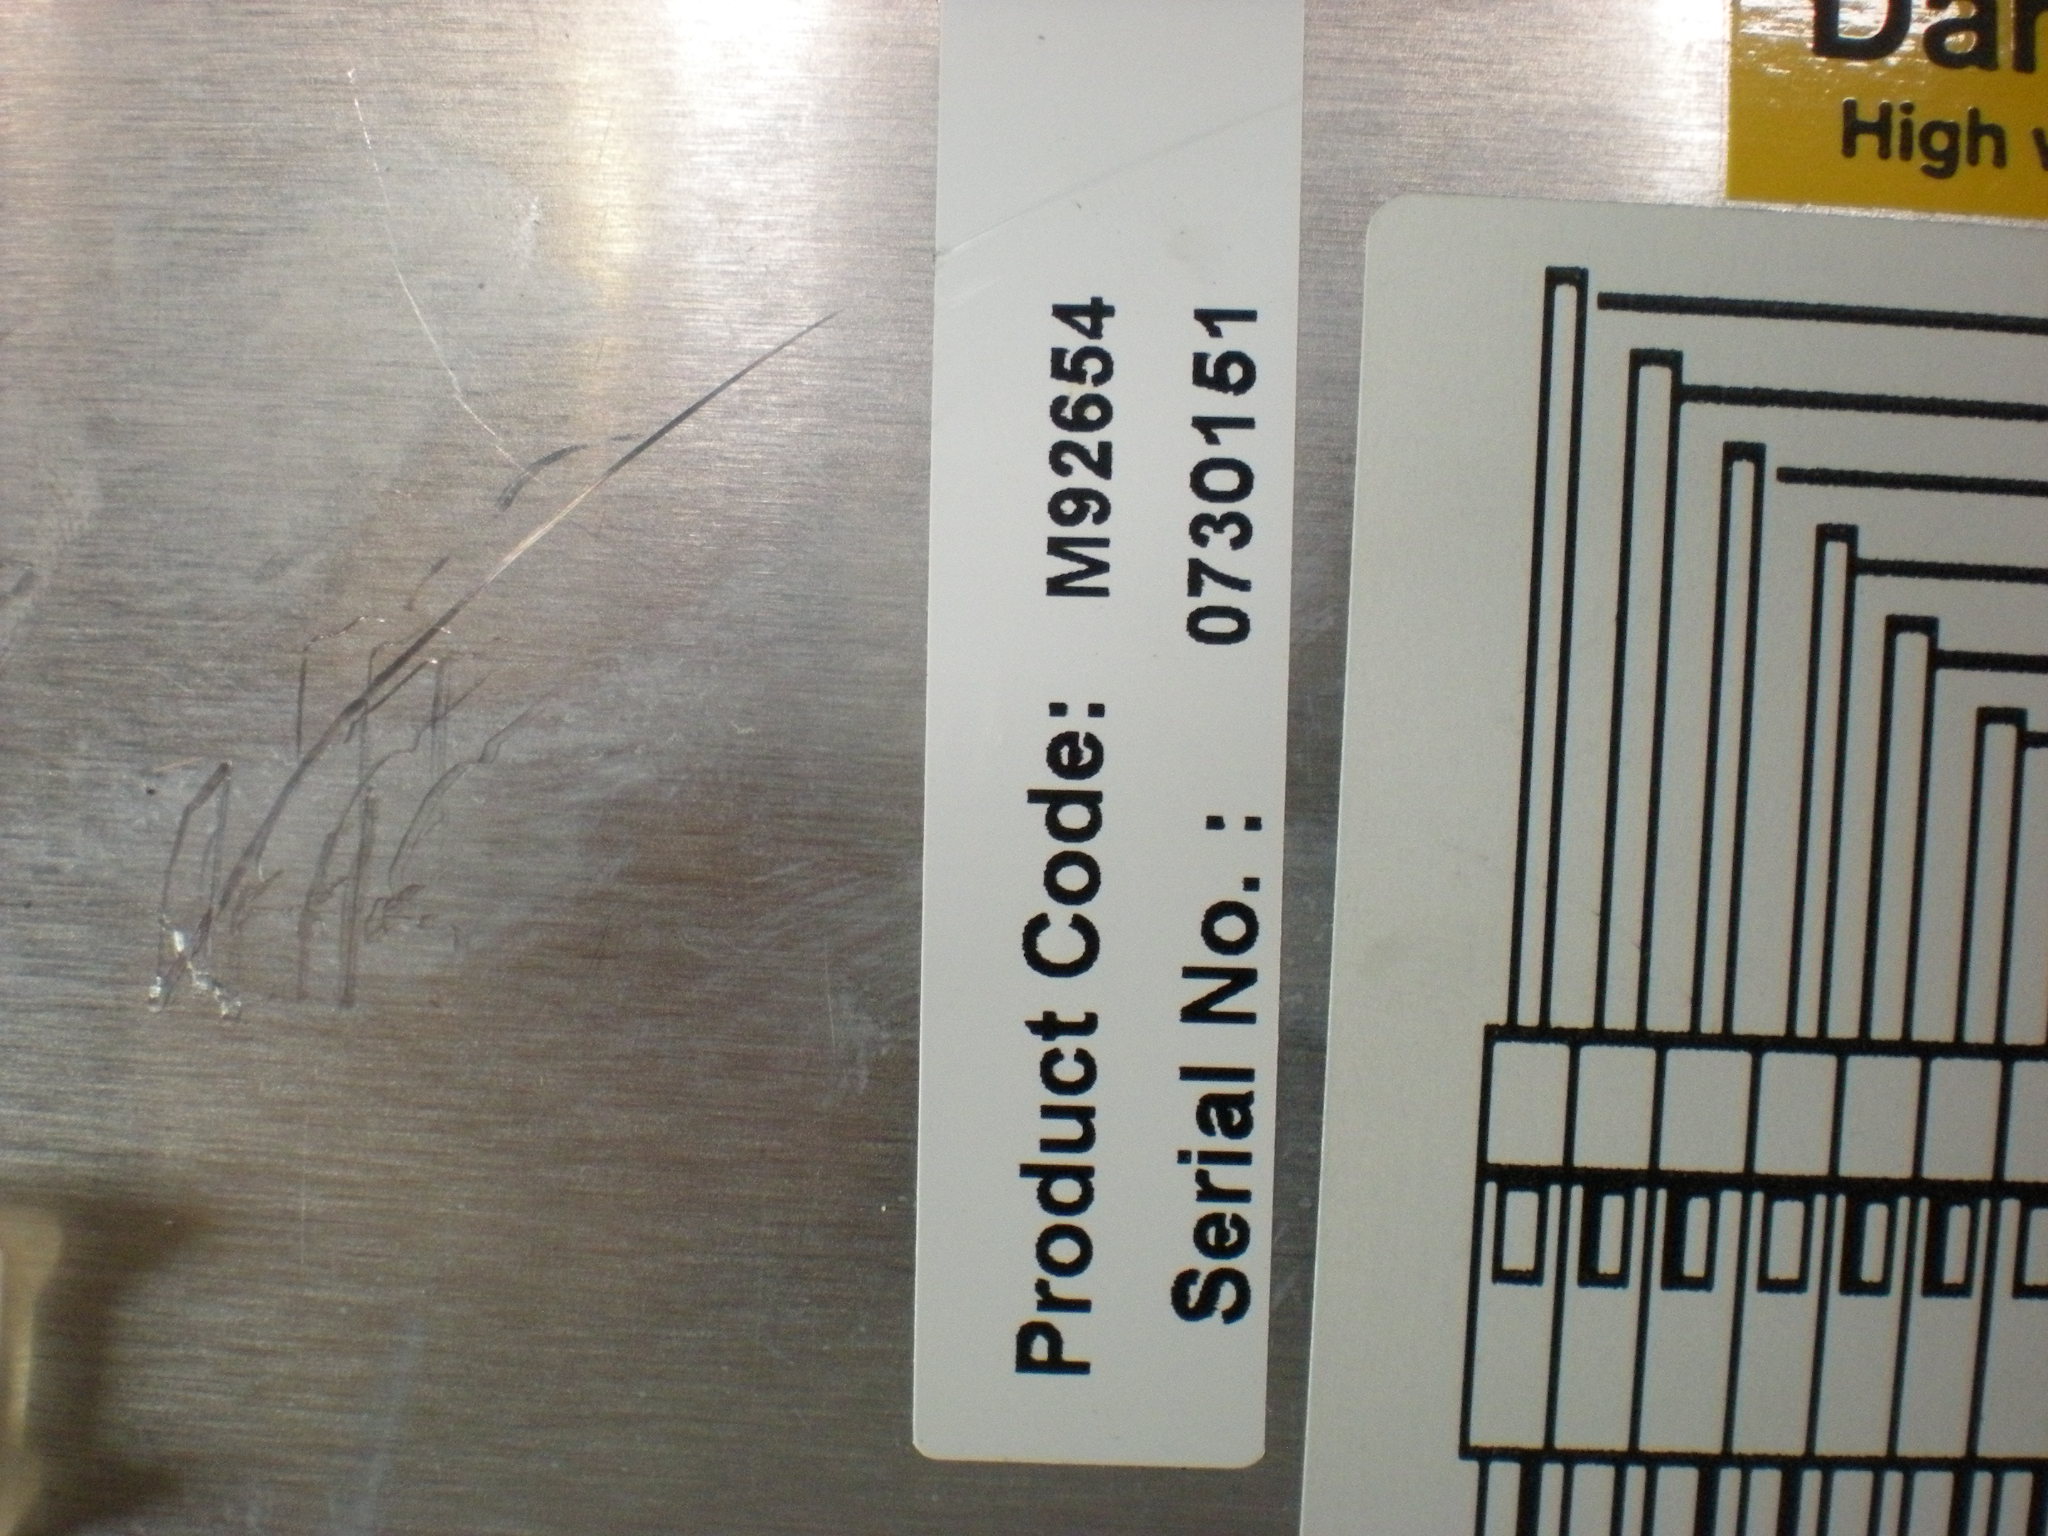 Product Code: M92654
Serial No. : 0730151
High